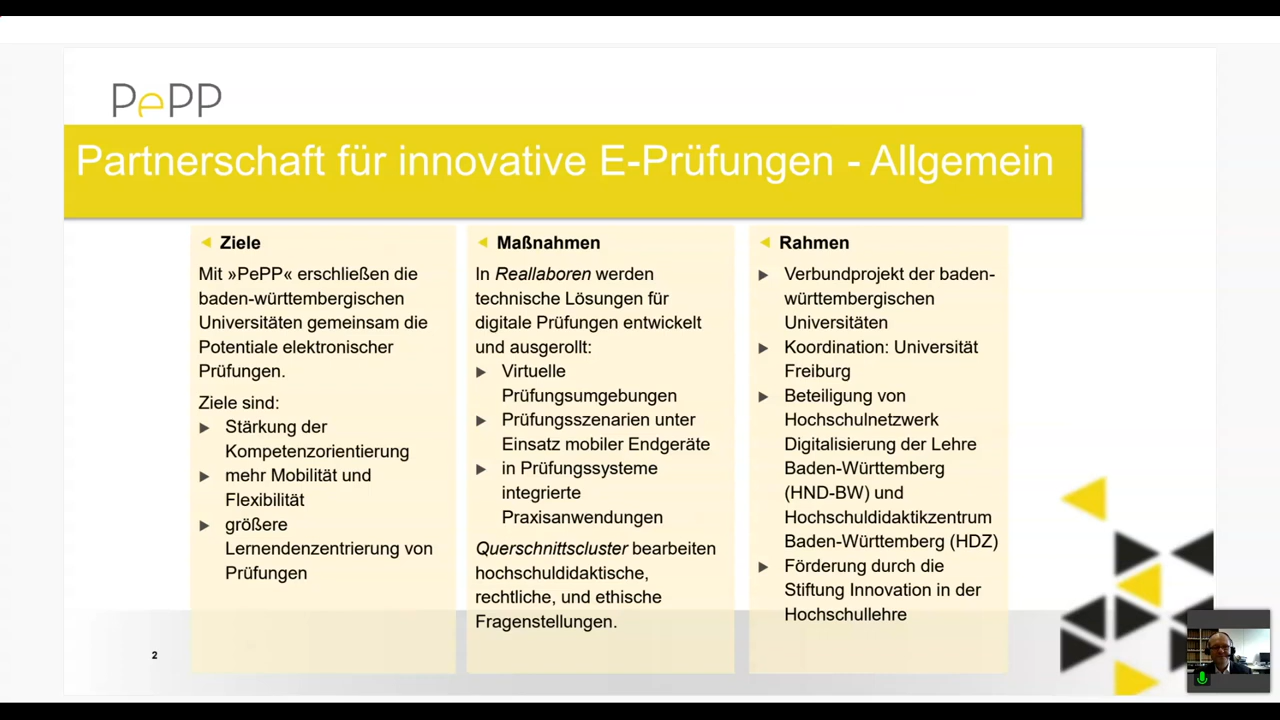 PePP
Partnerschaft für innovative E-Prüfungen - Allgemein
Ziele
Mit »PePP« erschließen die
baden-württembergischen
Universitäten gemeinsam die
Potentiale elektronischer
Prüfungen.
Ziele sind:
Stärkung der
Kompetenzorientierung
mehr Mobilität und
Flexibilität
größere
Lernendenzentrierung von
Prüfungen
Maßnahmen
In Reallaboren werden
technische Lösungen für
digitale Prüfungen entwickelt
und ausgerollt:
Virtuelle
Prüfungsumgebungen
Prüfungsszenarien unter
Einsatz mobiler Endgeräte
in Prüfungssysteme
integrierte
Praxisanwendungen
Querschnittscluster bearbeiten
hochschuldidaktische,
rechtliche, und ethische
Fragenstellungen.
Rahmen
Verbundprojekt der baden-
württembergischen
Universitäten
Koordination: Universität
Freiburg
Beteiligung von
Hochschulnetzwerk
Digitalisierung der Lehre
Baden-Württemberg
(HND-BW) und
Hochschuldidaktikzentrum
Baden-Württemberg (HDZ)
Förderung durch die
Stiftung Innovation in der
Hochschullehre
2